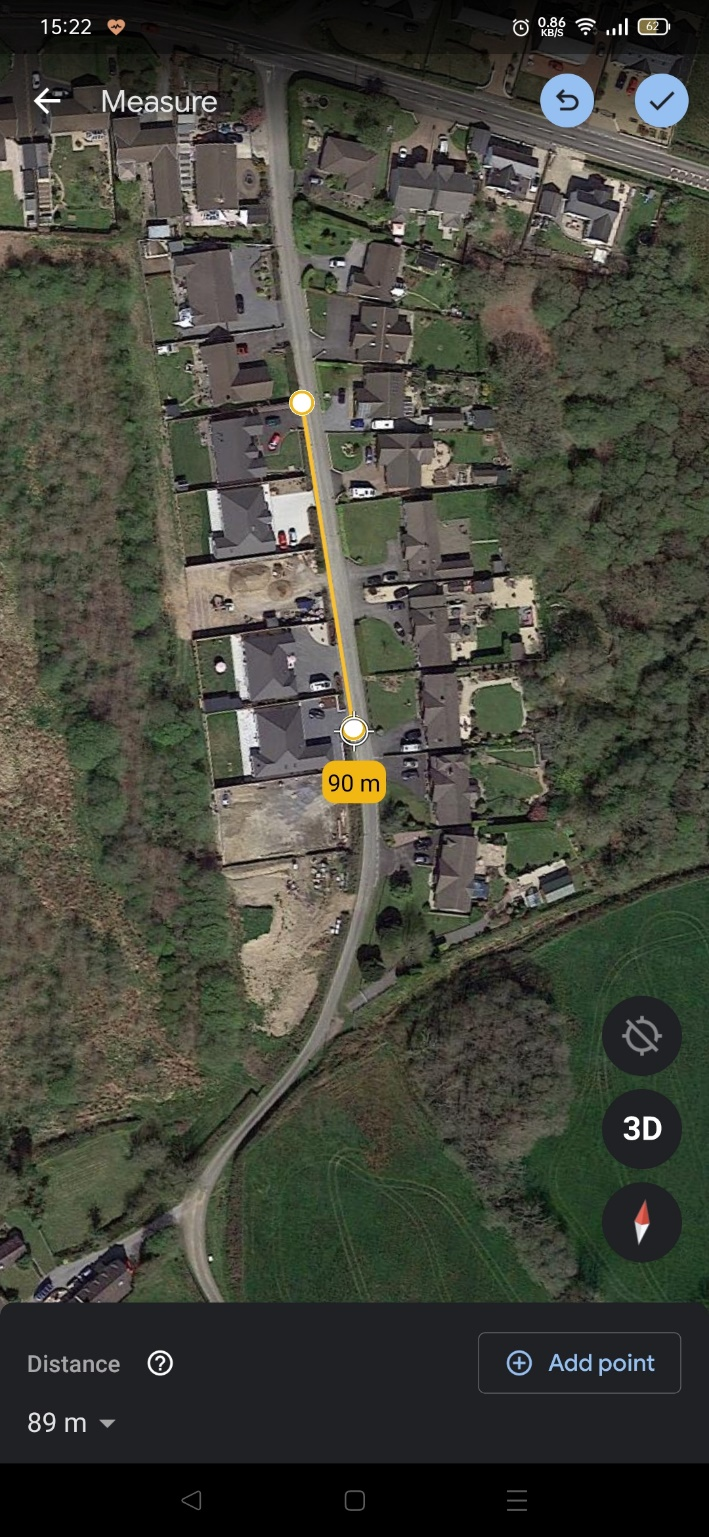 15:22
0.86
KB/S
62
Measure
90 m
3D
Distance
Add point
89 m